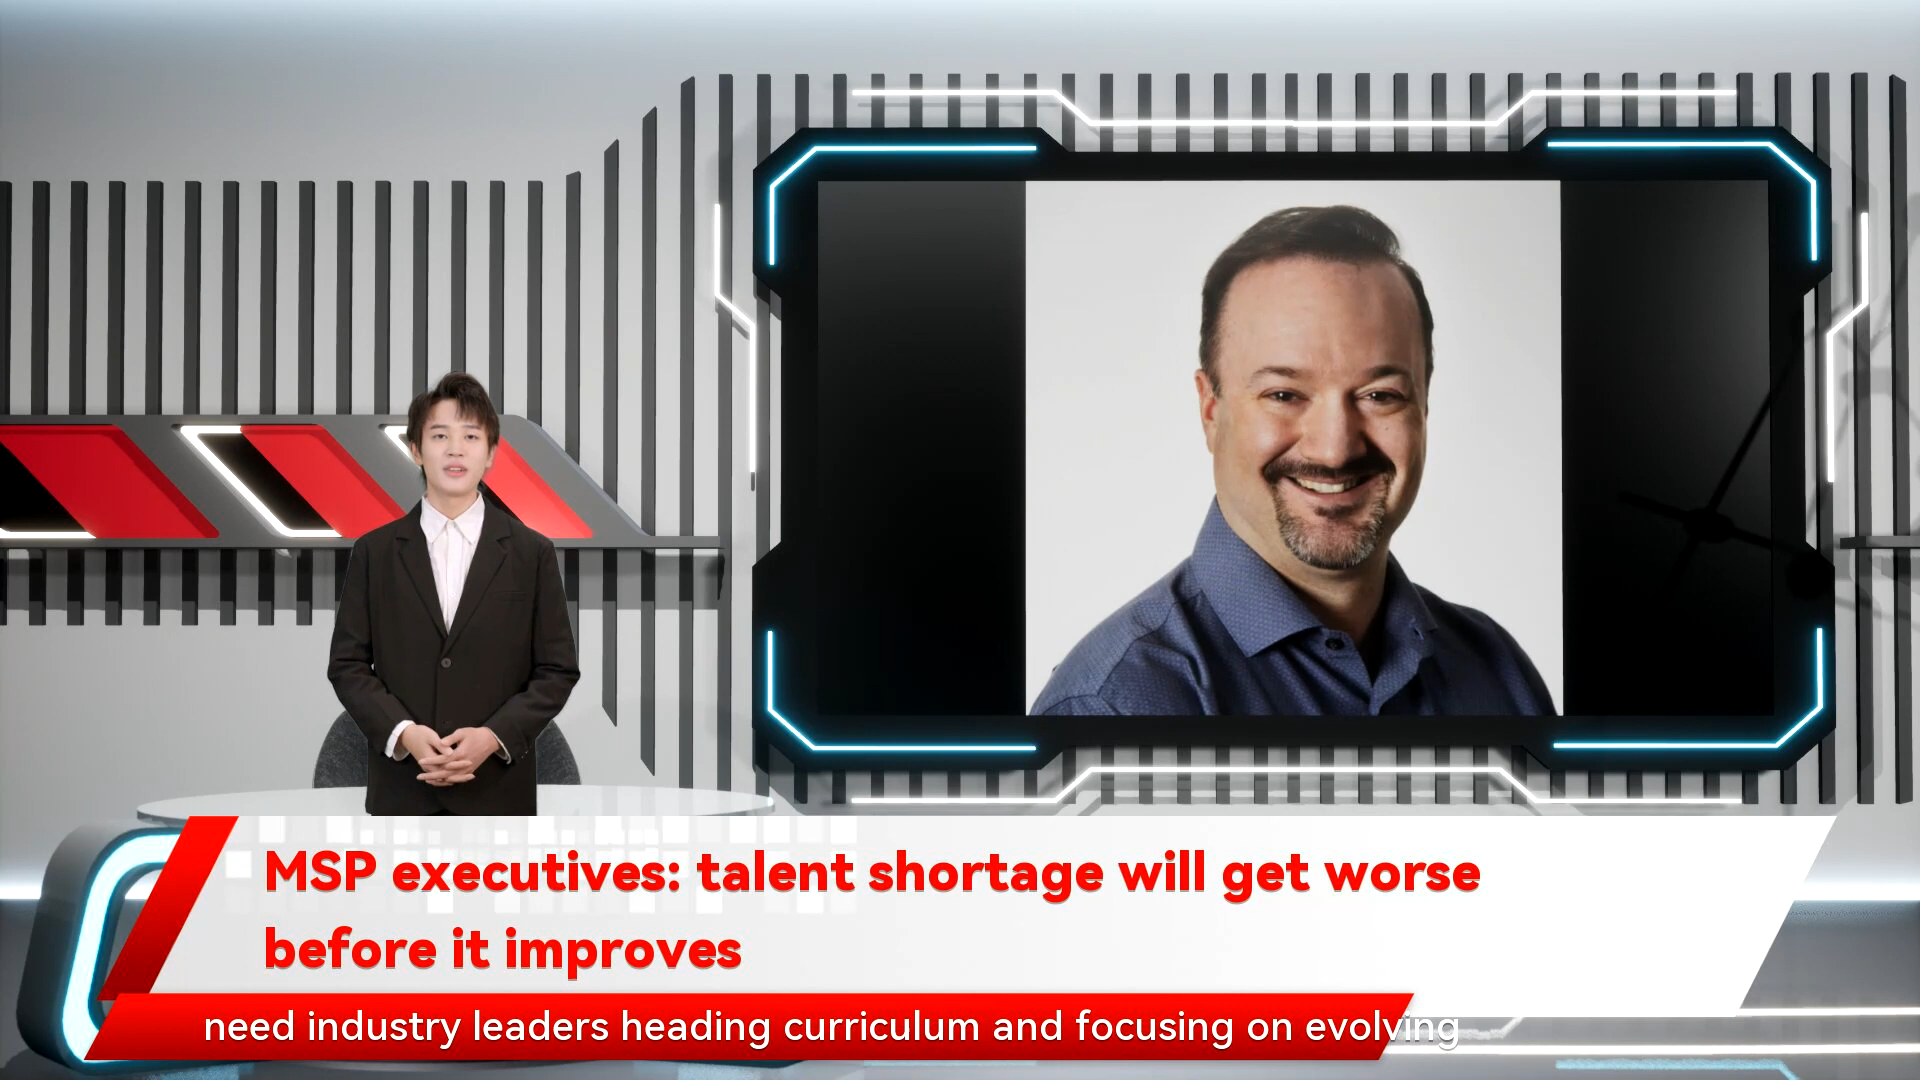 MSP executives: talent shortage will get worse
before it improves
need industry leaders heading curriculum and focusing on evolving